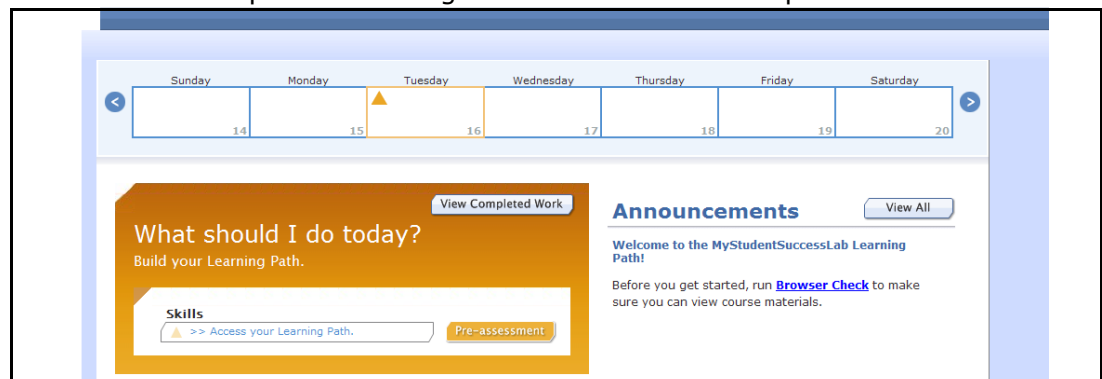 Sunday Monday Tuesday Wednesday Thursday Friday Saturday
14 15 16 17 18 19 20
View Completed Work
What should I do today?
Build your Learning Path.
Skills
>> Access your Learning Path.
Pre-assessment
Announcements
View All
Welcome to the MyStudentSuccessLab Learning
Path!
Before you get started, run Browser Check to make
sure you can view course materials.